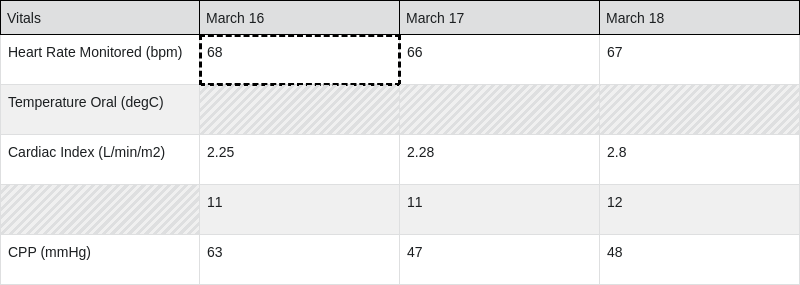 Vitals March 16 March 17 March 18
Heart Rate Monitored (bpm) 68 66 67
Temperature Oral (degC)
Cardiac Index (L/min/m2) 2.25 2.28 2.8
11 11 12
CPP (mmHg) 63 47 48